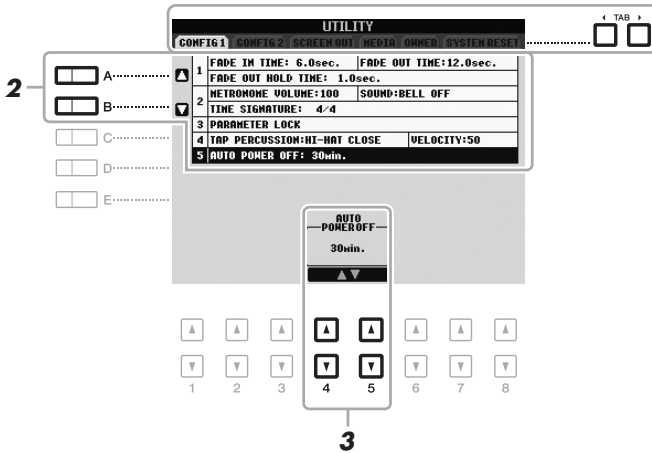 UTILITY
CONFIG 1 CONFIG 2 SCREEN OUT MEDIA OWNER SYSTEM RESET
TAB
1 FADE IN TIME: 6.0sec. FADE OUT TIME:12.0sec.
FADE OUT HOLD TIME: 1.0sec.
2 METRONOME VOLUME:100 SOUND:BELL OFF
TIME SIGNATURE: 4/4
3 PARAMETER LOCK
4 TAP PERCUSSION:HI-HAT CLOSE VELOCITY:50
5 AUTO POWER OFF: 30min.
2
A
B
C
D
E
AUTO
POWER OFF
30min.
1 2 3 4 5 6 7 8
3